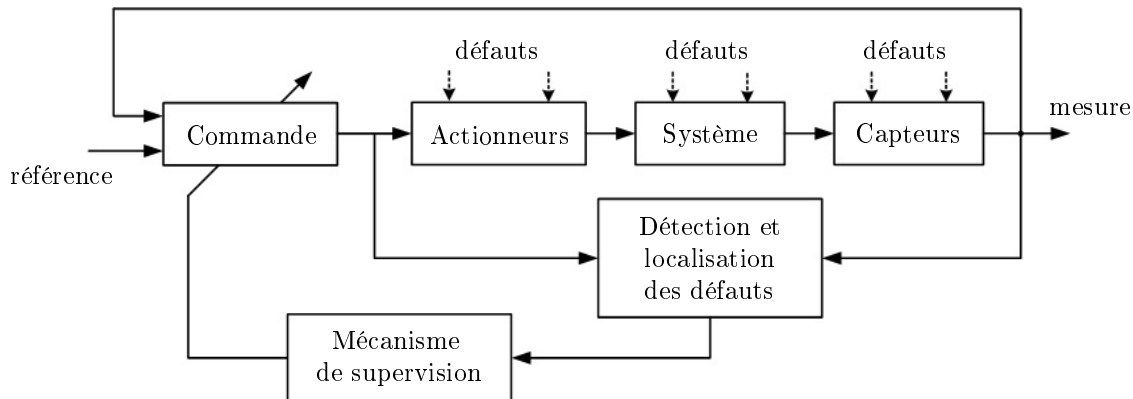 défauts
défauts
défauts
Commande
Actionneurs
Système
Capteurs
mesure
référence
Détection et
localisation
des défauts
Mécanisme
de supervision